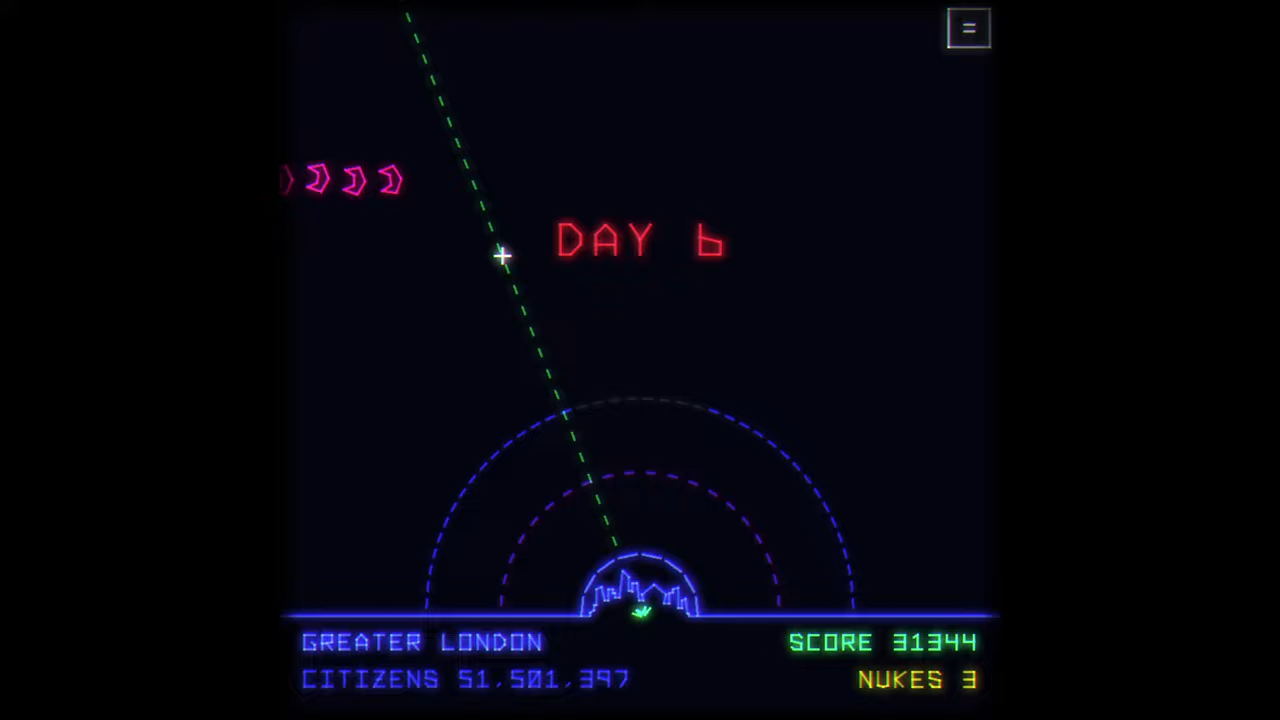 =
DAY 6
GREATER LONDON
SCORE 31344
CITIZENS 51,501,397
NUKES 3